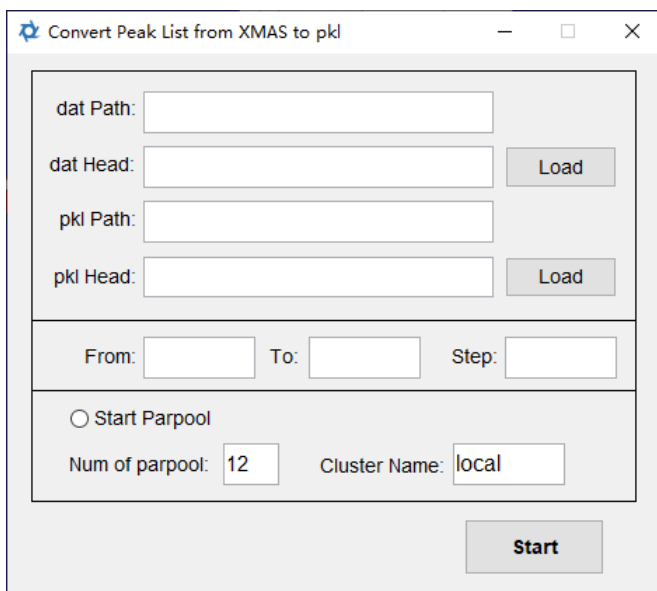 Convert Peak List from XMAS to pkl
dat Path:
dat Head: Load
pkl Path:
pkl Head: Load
From: To: Step:
Start Parpool
Num of parpool: 12 Cluster Name: local
Start